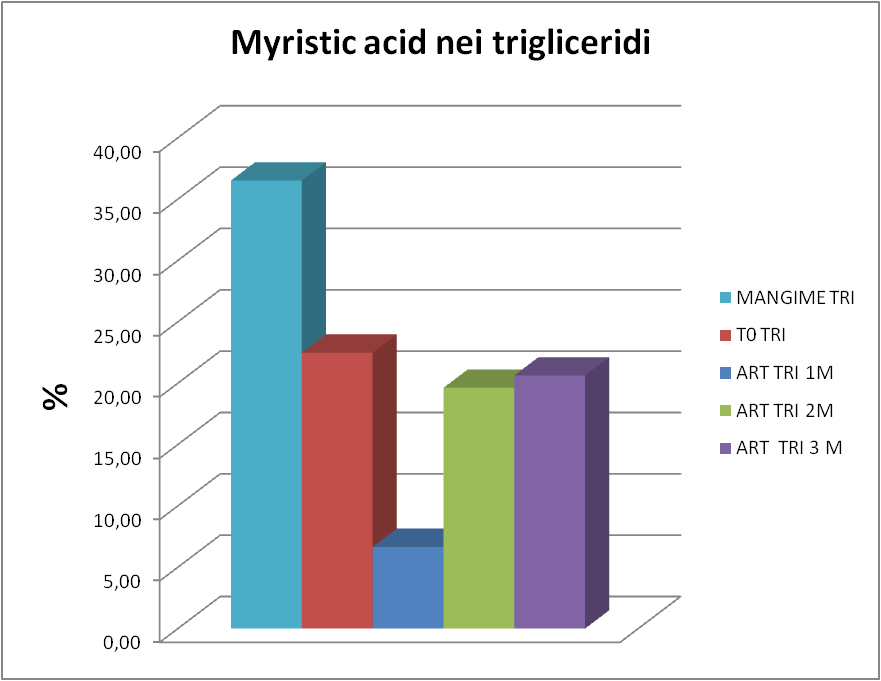 Myristic acid nei trigliceridi
40,00
35,00
30,00
25,00
20,00
15,00
10,00
5,00
0,00
%
MANGIME TRI
T0 TRI
ART TRI 1M
ART TRI 2M
ART  TRI 3 M